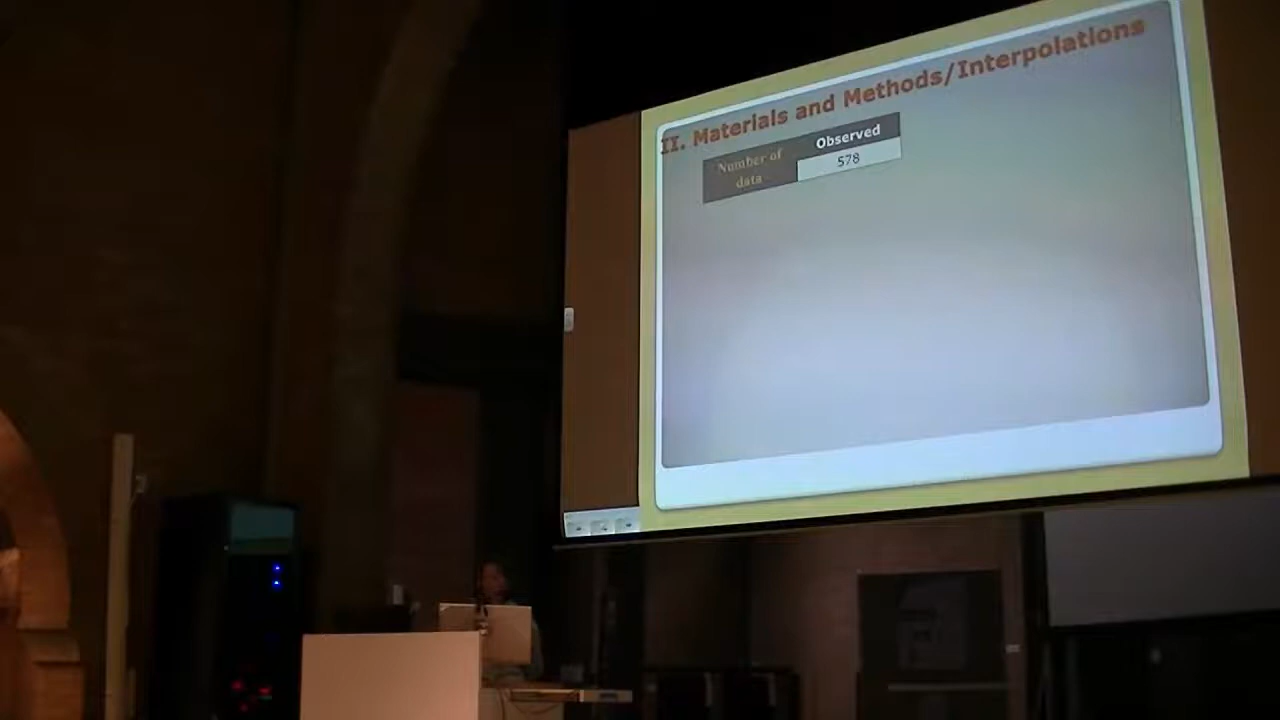 II. Materials and Methods/Interpolations
Number of
data
Observed
578